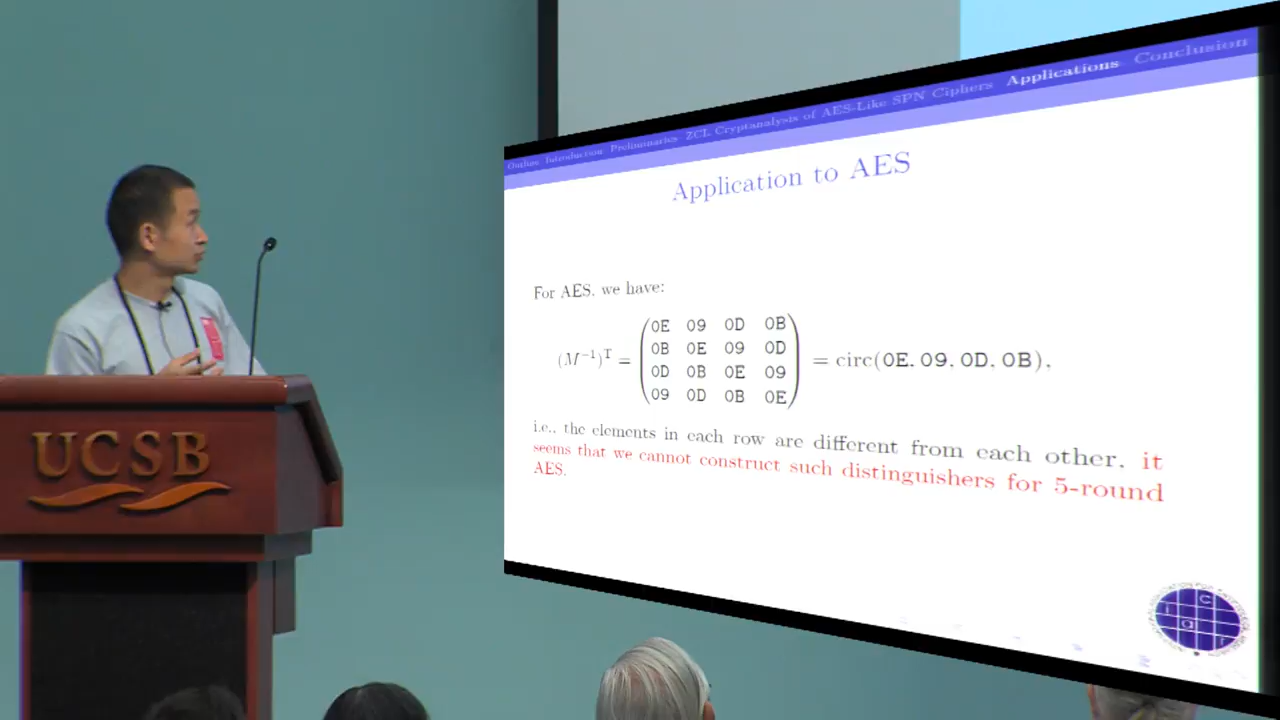 Outline Introduction Preliminaries ZCL Cryptanalysis of AES-Like SPN Ciphers Applications Conclusion
Application to AES
For AES, we have:
(M⁻¹)ᵀ = (0E 09 0D 0B
0B 0E 09 0D
0D 0B 0E 09
09 0D 0B 0E) = circ(0E, 09, 0D, 0B),
i.e., the elements in each row are different from each other. it
seems that we cannot construct such distinguishers for 5-round
AES.
UCSB
i a c r